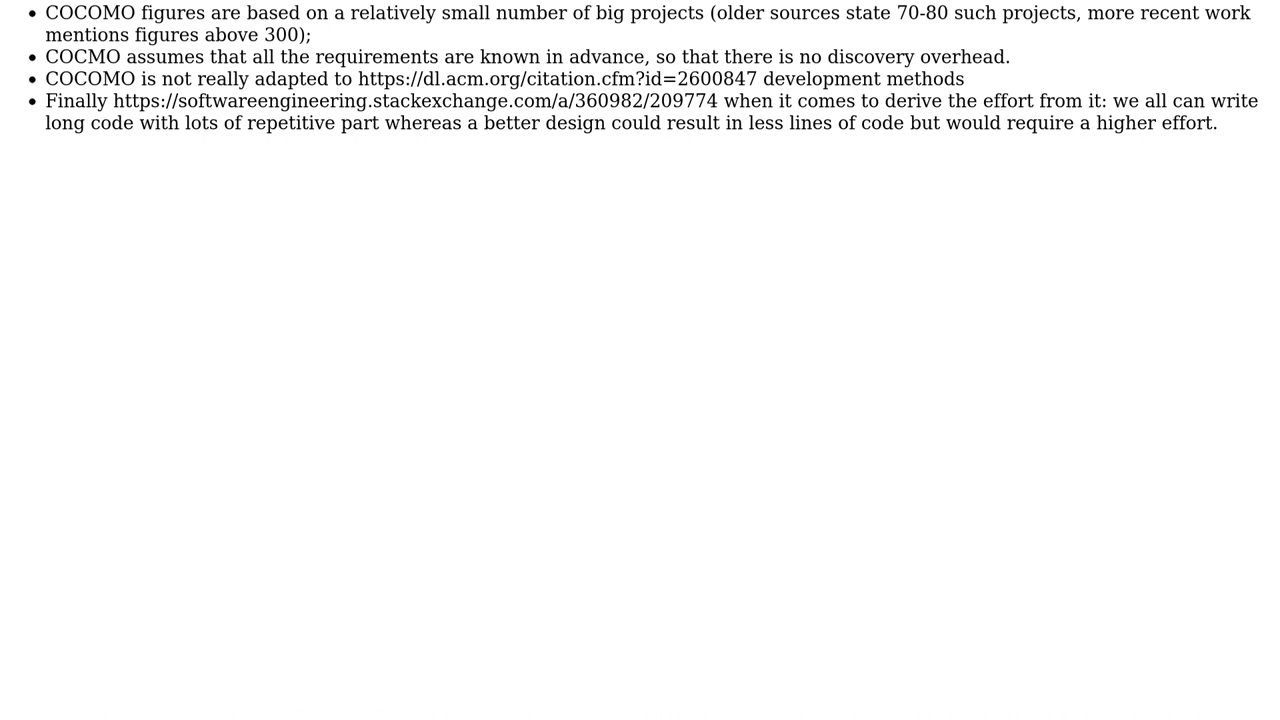 • COCOMO figures are based on a relatively small number of big projects (older sources state 70-80 such projects, more recent work
mentions figures above 300);
• COCMO assumes that all the requirements are known in advance, so that there is no discovery overhead.
• COCOMO is not really adapted to https://dl.acm.org/citation.cfm?id=2600847 development methods
• Finally https://softwareengineering.stackexchange.com/a/360982/209774 when it comes to derive the effort from it: we all can write
long code with lots of repetitive part whereas a better design could result in less lines of code but would require a higher effort.